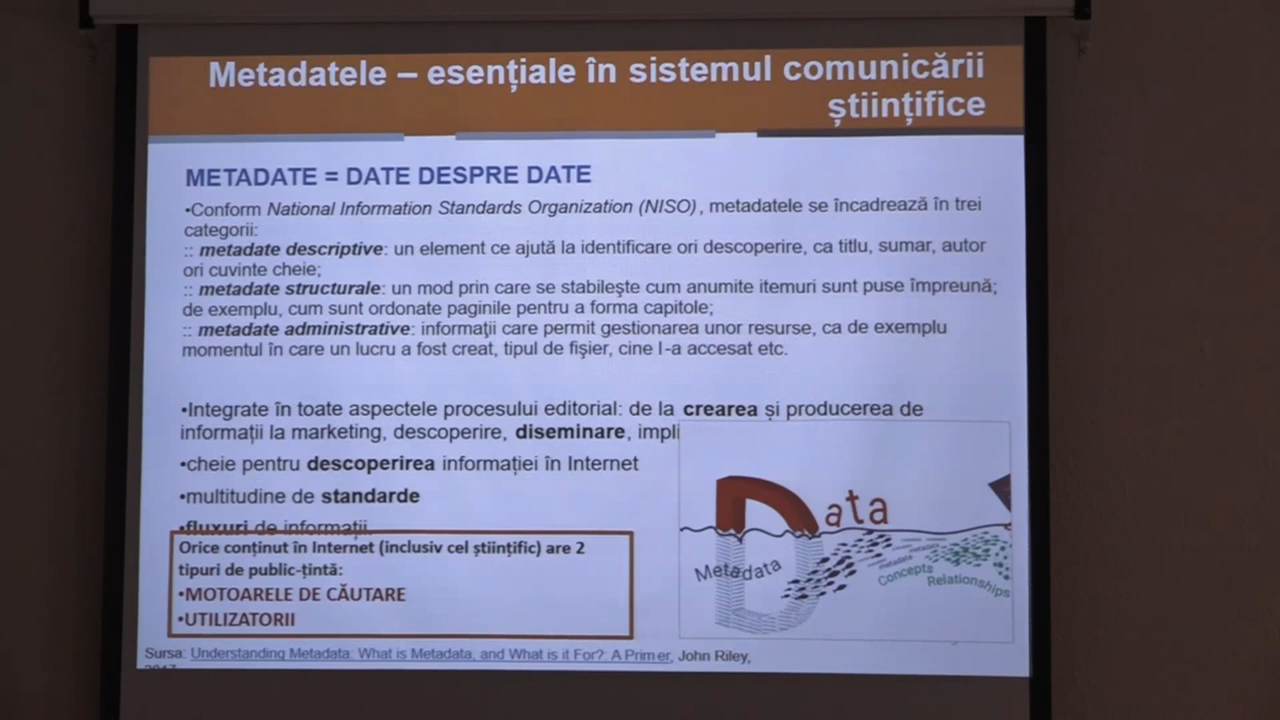 Metadatele – esențiale în sistemul comunicării
științifice
METADATE = DATE DESPRE DATE
•Conform National Information Standards Organization (NISO), metadatele se încadrează în trei
categorii:
:: metadate descriptive: un element ce ajută la identificare ori descoperire, ca titlu, sumar, autor
ori cuvinte cheie;
:: metadate structurale: un mod prin care se stabileşte cum anumite itemuri sunt puse împreună;
de exemplu, cum sunt ordonate paginile pentru a forma capitole;
:: metadate administrative: informaţii care permit gestionarea unor resurse, ca de exemplu
momentul în care un lucru a fost creat, tipul de fişier, cine l-a accesat etc.
•Integrate în toate aspectele procesului editorial: de la crearea și producerea de
informații la marketing, descoperire, diseminare, impli
•cheie pentru descoperirea informației în Internet
•multitudine de standarde
•fluxuri de informații
Orice conținut în Internet (inclusiv cel științific) are 2
tipuri de public-țintă:
•MOTOARELE DE CĂUTARE
•UTILIZATORII
Data
Metadata
metadata
Concepts
Relationships
Sursa: Understanding Metadata: What is Metadata, and What is it For?: A Primer, John Riley,
2017